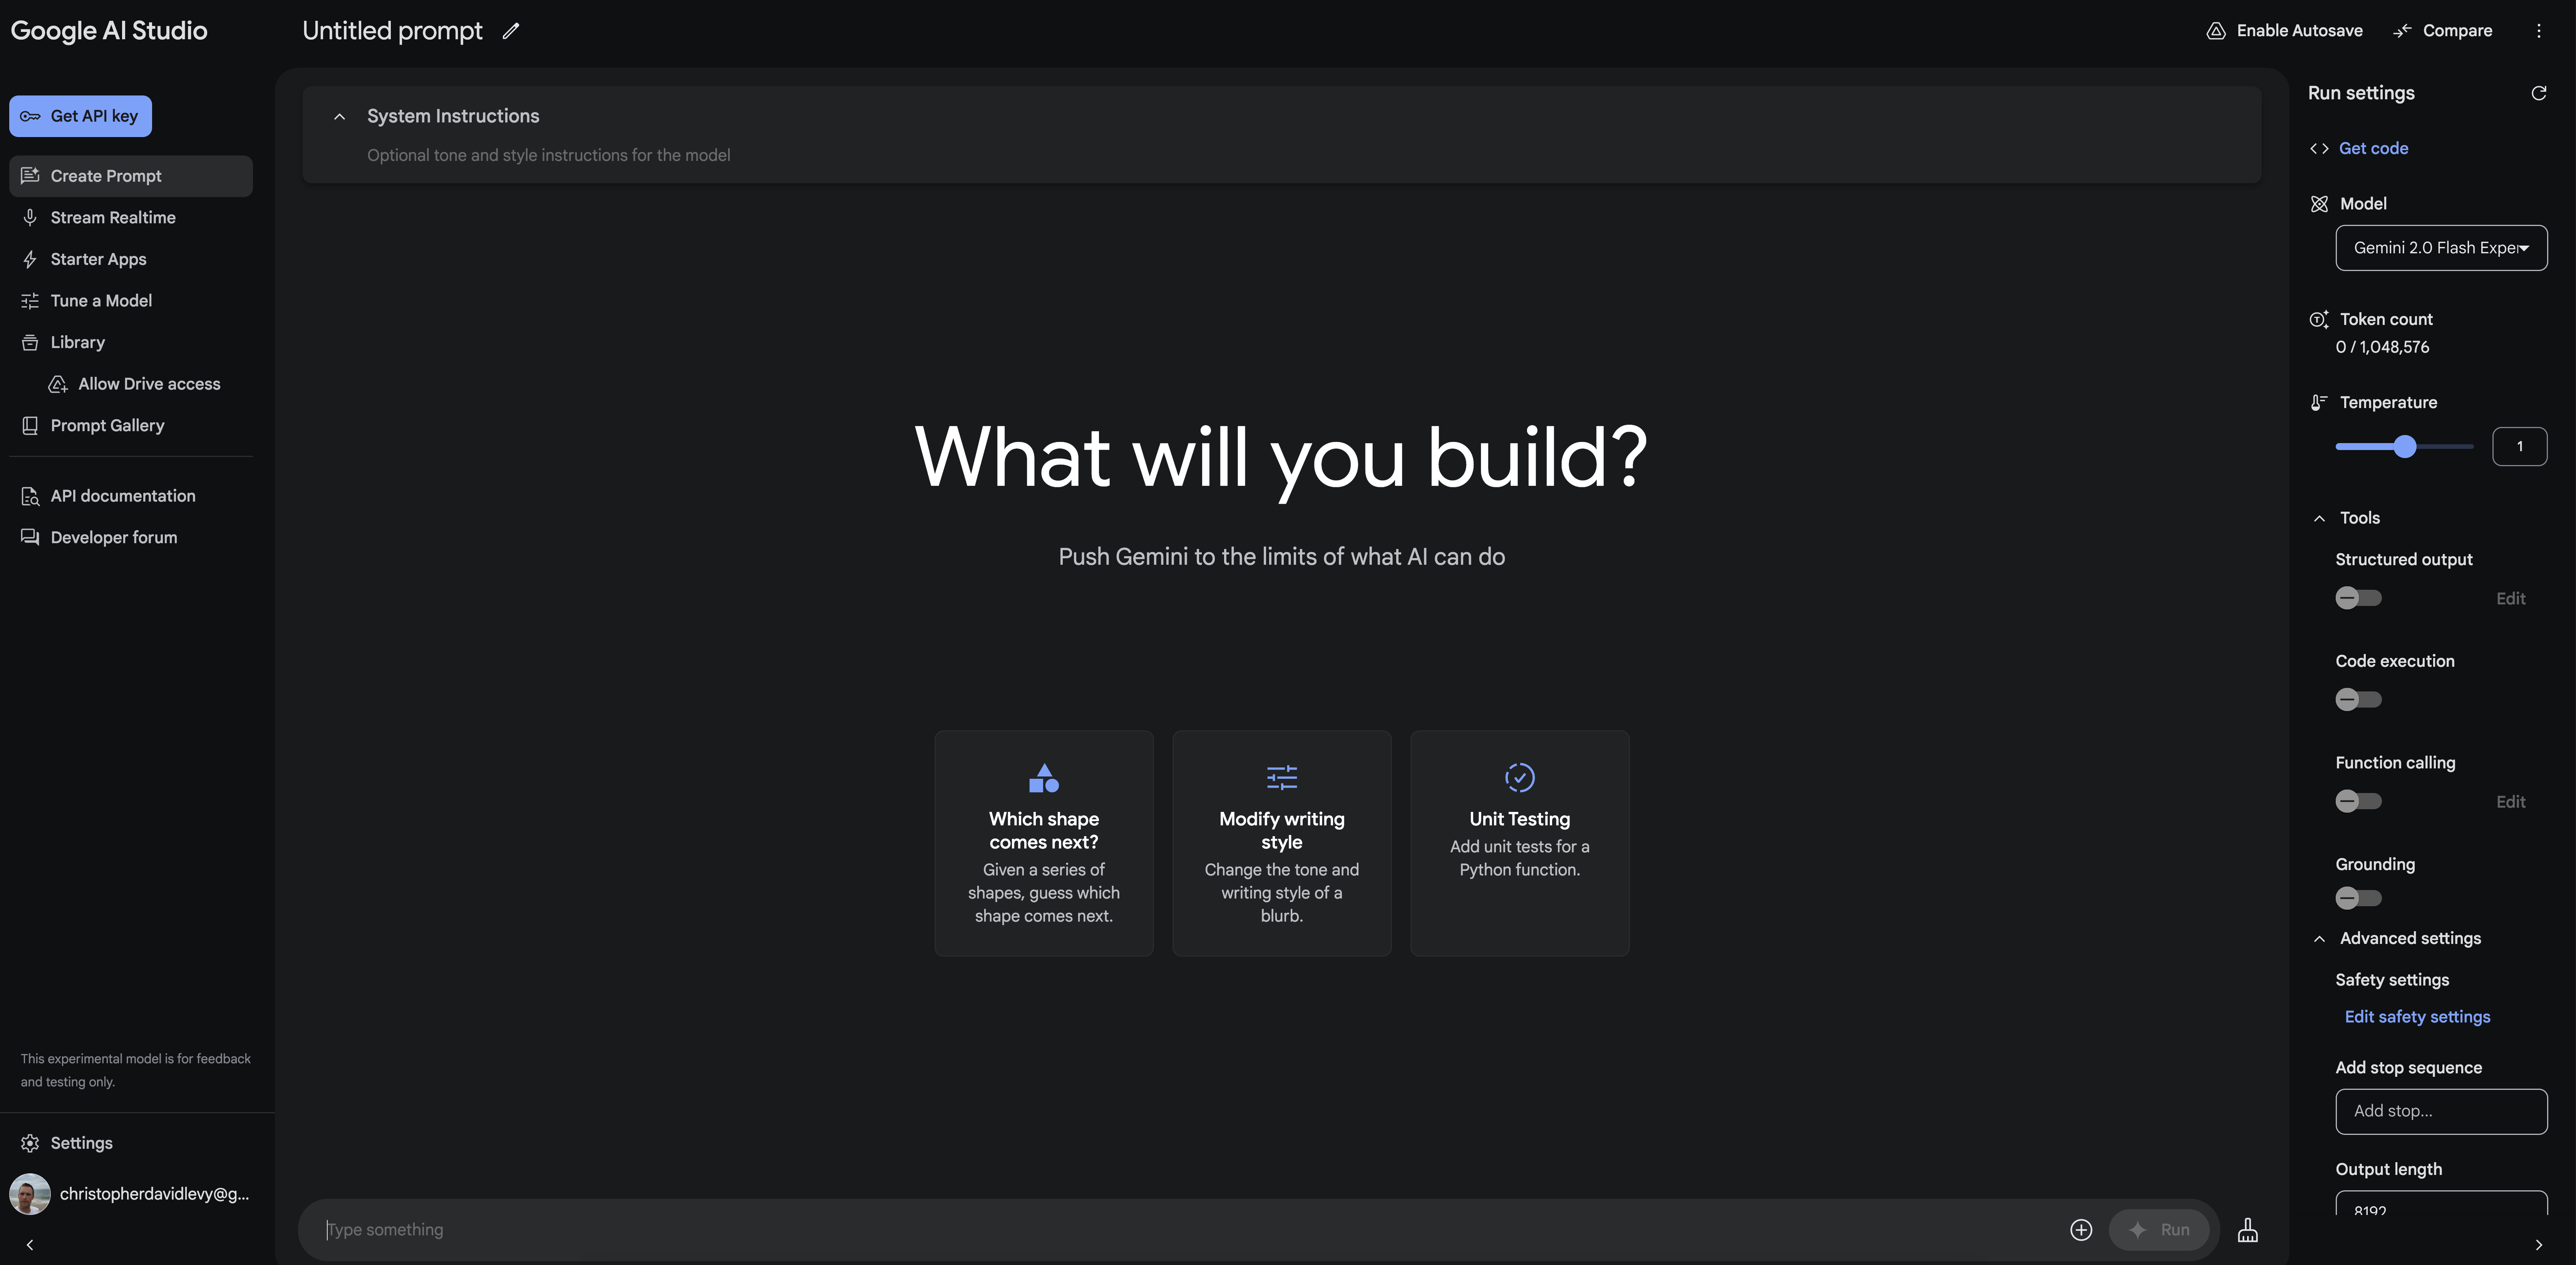 Google AI Studio
Get API key
Create Prompt
Stream Realtime
Starter Apps
Tune a Model
Library
Allow Drive access
Prompt Gallery
API documentation
Developer forum
This experimental model is for feedback
and testing only.
Settings
christopherdavidlevy@g...
Untitled prompt
Enable Autosave
Compare
System Instructions
Optional tone and style instructions for the model
What will you build?
Push Gemini to the limits of what AI can do
Which shape
comes next?
Given a series of
shapes, guess which
shape comes next.
Modify writing
style
Change the tone and
writing style of a
blurb.
Unit Testing
Add unit tests for a
Python function.
Type something
Run
Run settings
Get code
Model
Gemini 2.0 Flash Exper
Token count
0 / 1,048,576
Temperature
1
Tools
Structured output
Edit
Code execution
Function calling
Edit
Grounding
Advanced settings
Safety settings
Edit safety settings
Add stop sequence
Add stop...
Output length
8192